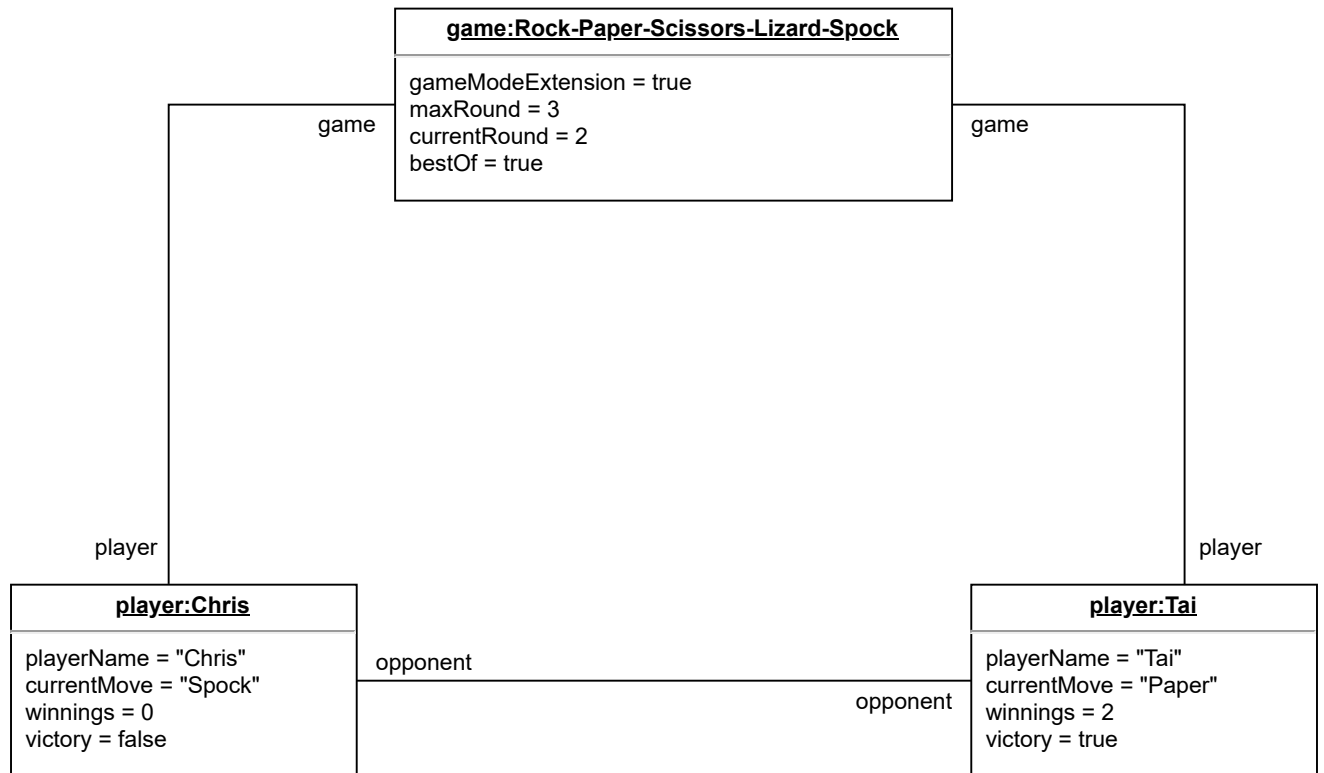 game:Rock-Paper-Scissors-Lizard-Spock
gameModeExtension = true
maxRound = 3
currentRound = 2
bestOf = true
game
game
player
player
player:Chris
playerName = "Chris"
currentMove = "Spock"
winnings = 0
victory = false
opponent
opponent
player:Tai
playerName = "Tai"
currentMove = "Paper"
winnings = 2
victory = true